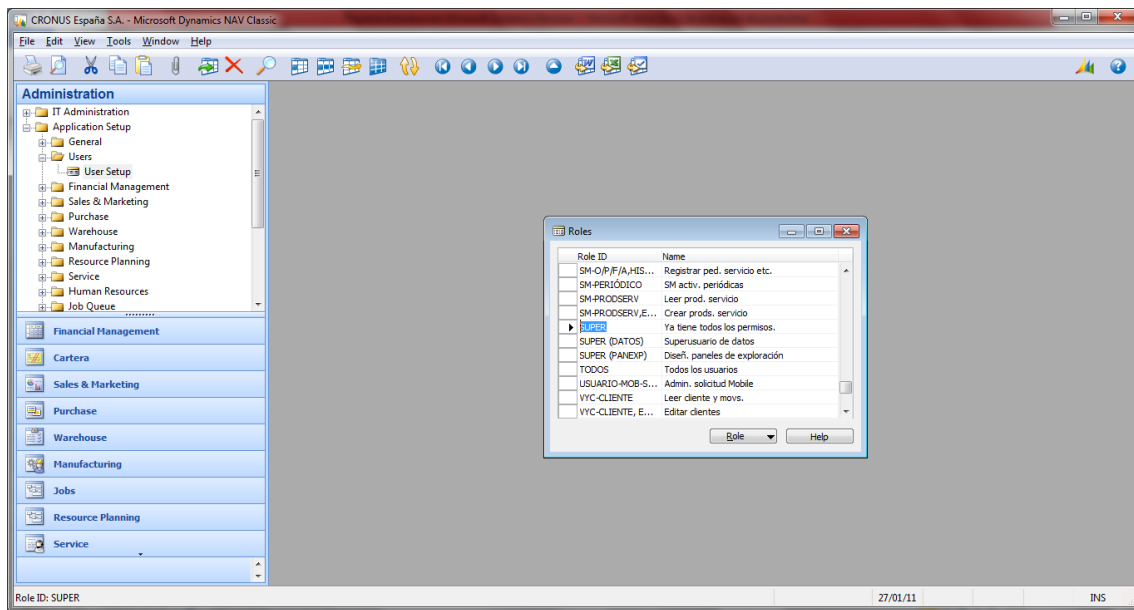 CRONUS España S.A. - Microsoft Dynamics NAV Classic
File Edit View Tools Window Help
Administration
IT Administration
Application Setup
General
Users
User Setup
Financial Management
Sales & Marketing
Purchase
Warehouse
Manufacturing
Resource Planning
Service
Human Resources
Job Queue
Financial Management
Cartera
Sales & Marketing
Purchase
Warehouse
Manufacturing
Jobs
Resource Planning
Service
Roles
Role ID Name
SM-O/P/F/A,HIS... Registrar ped. servicio etc.
SM-PERIÓDICO SM activ. periódicas
SM-PRODSERV Leer prod. servicio
SM-PRODSERV,E... Crear prods. servicio
SUPER Ya tiene todos los permisos.
SUPER (DATOS) Superusuario de datos
SUPER (PANEXP) Diseñ. paneles de exploración
TODOS Todos los usuarios
USUARIO-MOB-S... Admin. solicitud Mobile
VYC-CLIENTE Leer cliente y movs.
VYC-CLIENTE, E... Editar clientes
Role Help
Role ID: SUPER 27/01/11 INS